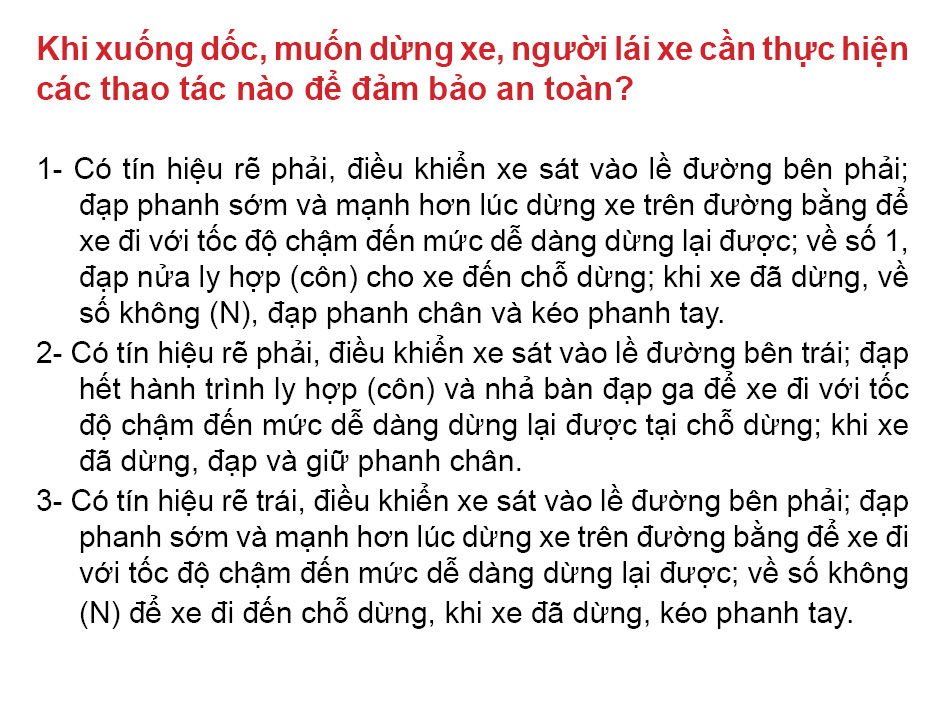 Khi xuống dốc, muốn dừng xe, người lái xe cần thực hiện
các thao tác nào để đảm bảo an toàn?
1- Có tín hiệu rẽ phải, điều khiển xe sát vào lề đường bên phải;
đạp phanh sớm và mạnh hơn lúc dừng xe trên đường bằng để
xe đi với tốc độ chậm đến mức dễ dàng dừng lại được; về số 1,
đạp nửa ly hợp (côn) cho xe đến chỗ dừng; khi xe đã dừng, về
số không (N), đạp phanh chân và kéo phanh tay.
2- Có tín hiệu rẽ phải, điều khiển xe sát vào lề đường bên trái; đạp
hết hành trình ly hợp (côn) và nhả bàn đạp ga để xe đi với tốc
độ chậm đến mức dễ dàng dừng lại được tại chỗ dừng; khi xe
đã dừng, đạp và giữ phanh chân.
3- Có tín hiệu rẽ trái, điều khiển xe sát vào lề đường bên phải; đạp
phanh sớm và mạnh hơn lúc dừng xe trên đường bằng để xe đi
với tốc độ chậm đến mức dễ dàng dừng lại được; về số không
(N) để xe đi đến chỗ dừng, khi xe đã dừng, kéo phanh tay.